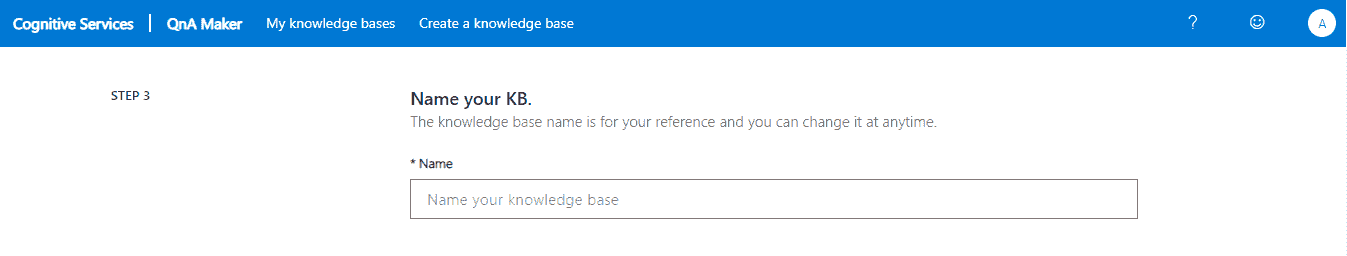 Cognitive Services | QnA Maker My knowledge bases Create a knowledge base ? A
STEP 3
Name your KB.
The knowledge base name is for your reference and you can change it at anytime.
* Name
Name your knowledge base